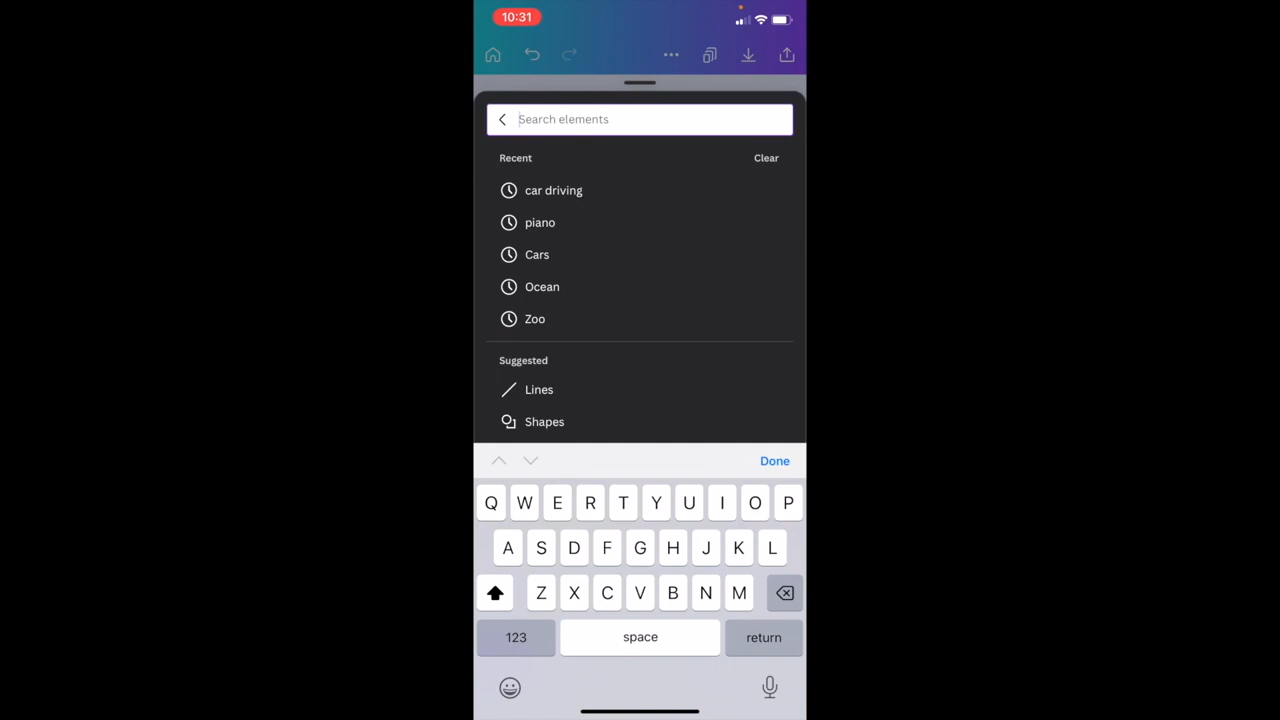 10:31
Search elements
Recent Clear
car driving
piano
Cars
Ocean
Zoo
Suggested
Lines
Shapes
Done
Q W E R T Y U I O P
A S D F G H J K L
Z X C V B N M
123 space return